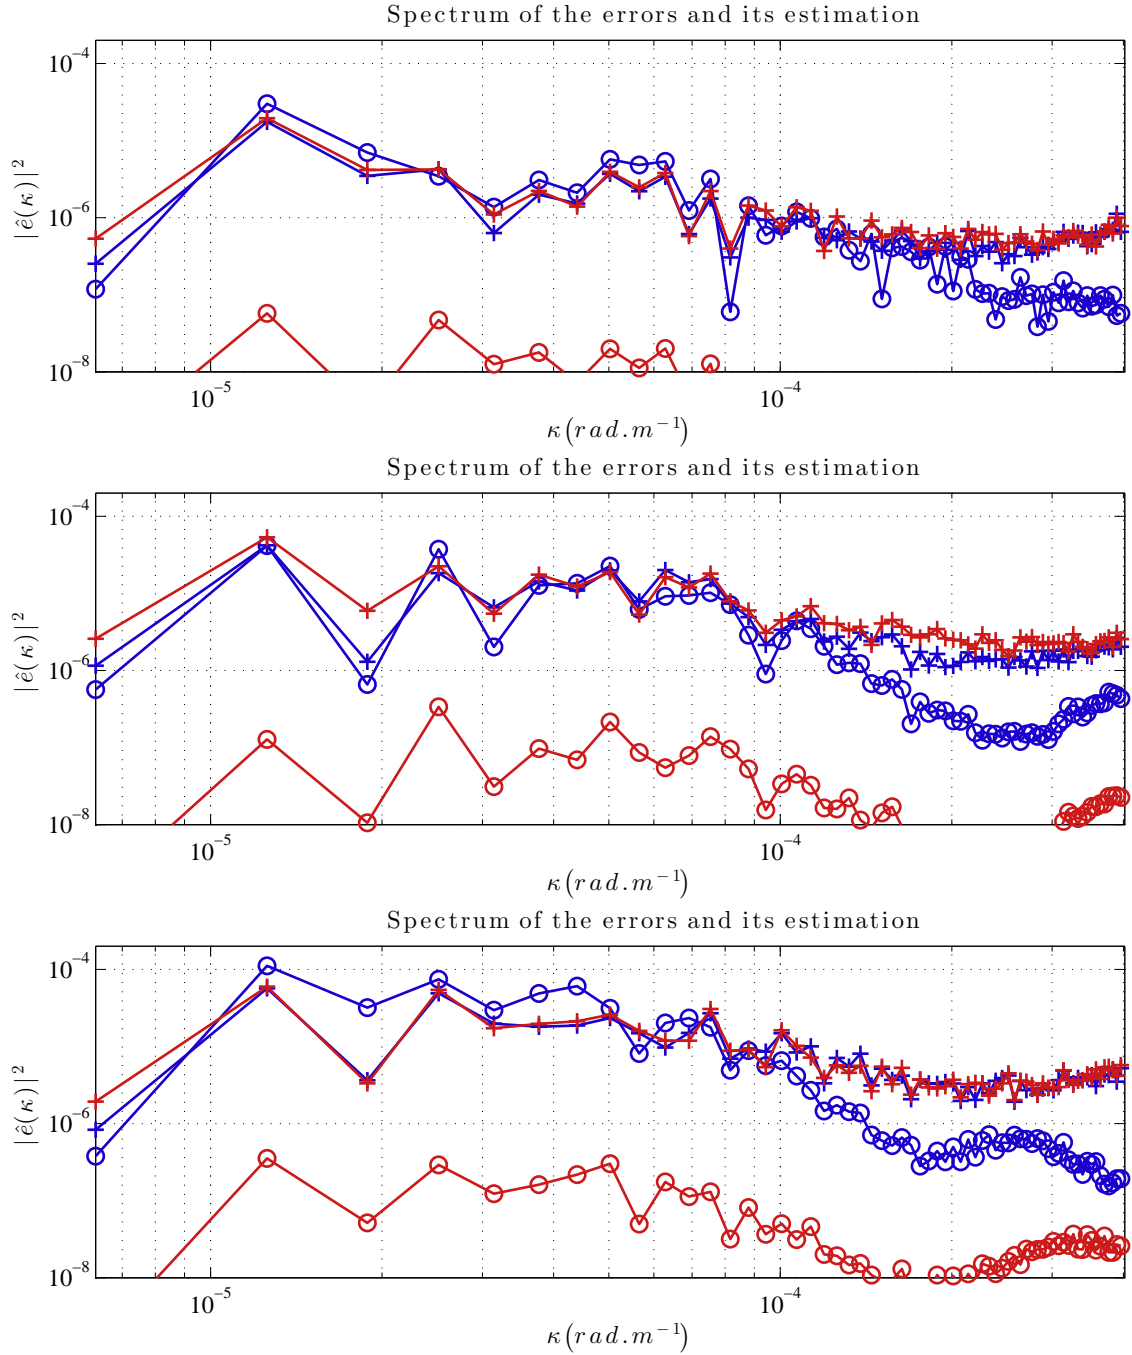 Spectrum of the errors and its estimation
10⁻⁴
10⁻⁶
10⁻⁸
|ê(κ)|²
10⁻⁵
10⁻⁴
κ(rad.m⁻¹)
Spectrum of the errors and its estimation
10⁻⁴
10⁻⁶
10⁻⁸
|ê(κ)|²
10⁻⁵
10⁻⁴
κ(rad.m⁻¹)
Spectrum of the errors and its estimation
10⁻⁴
10⁻⁶
10⁻⁸
|ê(κ)|²
10⁻⁵
10⁻⁴
κ(rad.m⁻¹)